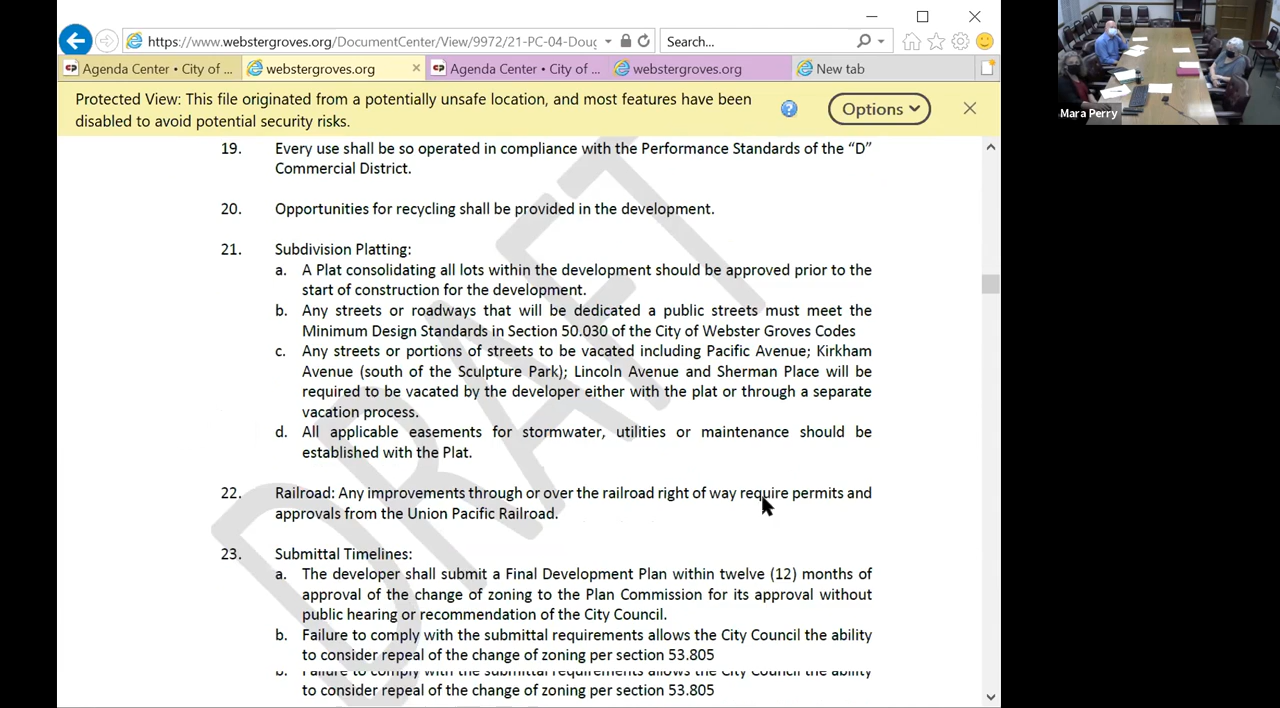 https://www.webstergroves.org/DocumentCenter/View/9972/21-PC-04-Doug
Search...
Agenda Center • City of ...
webstergroves.org
Agenda Center • City of ...
webstergroves.org
New tab
Protected View: This file originated from a potentially unsafe location, and most features have been
disabled to avoid potential security risks.
Options
Mara Perry
19. Every use shall be so operated in compliance with the Performance Standards of the “D”
Commercial District.
20. Opportunities for recycling shall be provided in the development.
21. Subdivision Platting:
a. A Plat consolidating all lots within the development should be approved prior to the
start of construction for the development.
b. Any streets or roadways that will be dedicated a public streets must meet the
Minimum Design Standards in Section 50.030 of the City of Webster Groves Codes
c. Any streets or portions of streets to be vacated including Pacific Avenue; Kirkham
Avenue (south of the Sculpture Park); Lincoln Avenue and Sherman Place will be
required to be vacated by the developer either with the plat or through a separate
vacation process.
d. All applicable easements for stormwater, utilities or maintenance should be
established with the Plat.
22. Railroad: Any improvements through or over the railroad right of way require permits and
approvals from the Union Pacific Railroad.
23. Submittal Timelines:
a. The developer shall submit a Final Development Plan within twelve (12) months of
approval of the change of zoning to the Plan Commission for its approval without
public hearing or recommendation of the City Council.
b. Failure to comply with the submittal requirements allows the City Council the ability
to consider repeal of the change of zoning per section 53.805
b. Failure to comply with the submittal requirements allows the City Council the ability
to consider repeal of the change of zoning per section 53.805
DRAFT